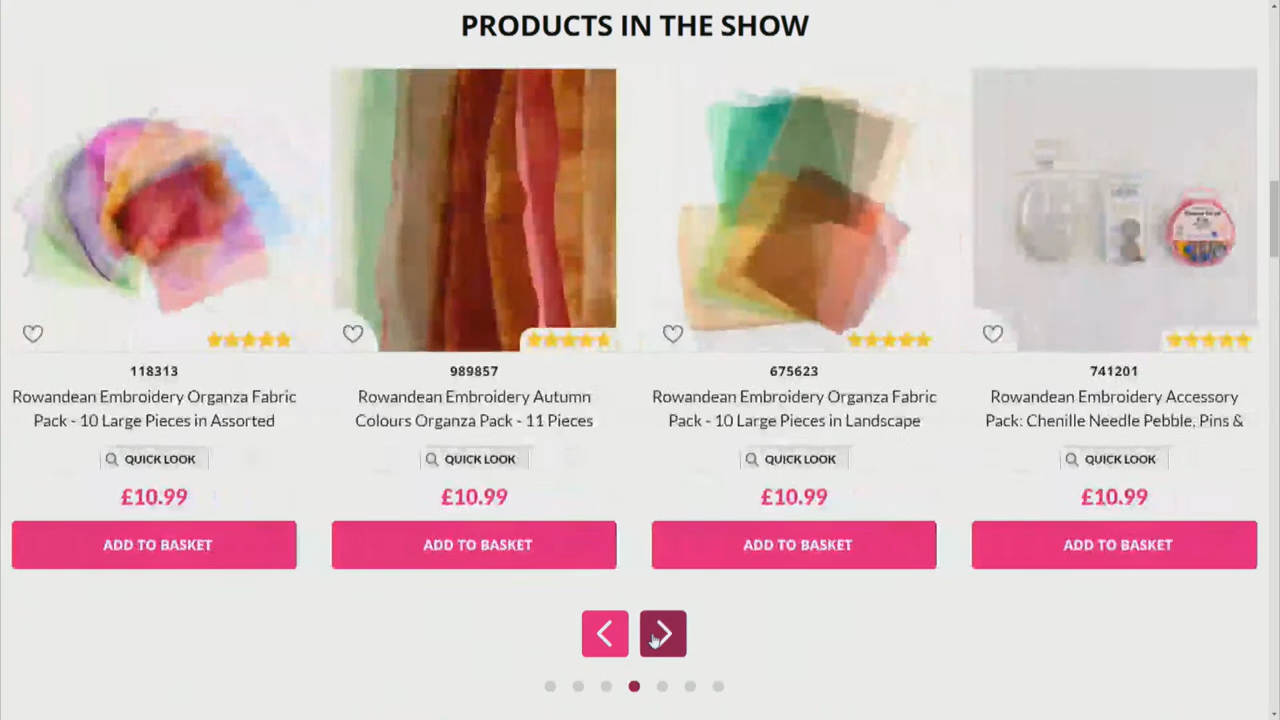 PRODUCTS IN THE SHOW
118313
Rowandean Embroidery Organza Fabric
Pack - 10 Large Pieces in Assorted
QUICK LOOK
£10.99
ADD TO BASKET
989857
Rowandean Embroidery Autumn
Colours Organza Pack - 11 Pieces
QUICK LOOK
£10.99
ADD TO BASKET
675623
Rowandean Embroidery Organza Fabric
Pack - 10 Large Pieces in Landscape
QUICK LOOK
£10.99
ADD TO BASKET
741201
Rowandean Embroidery Accessory
Pack: Chenille Needle Pebble, Pins &
QUICK LOOK
£10.99
ADD TO BASKET